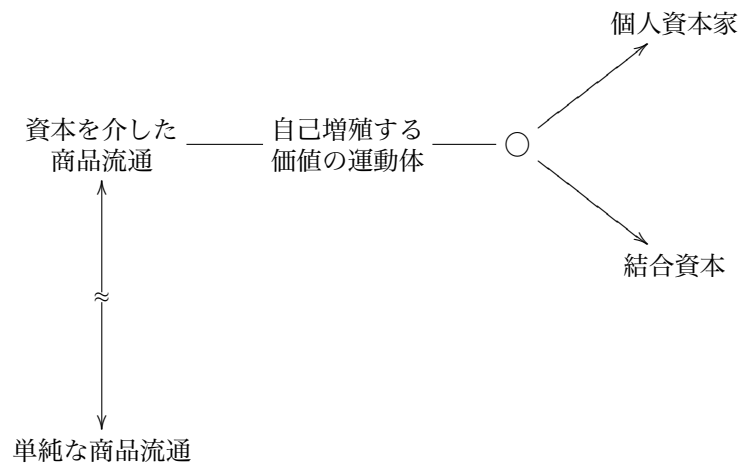 個人資本家
資本を介した
商品流通
自己増殖する
価値の運動体
結合資本
≈
単純な商品流通